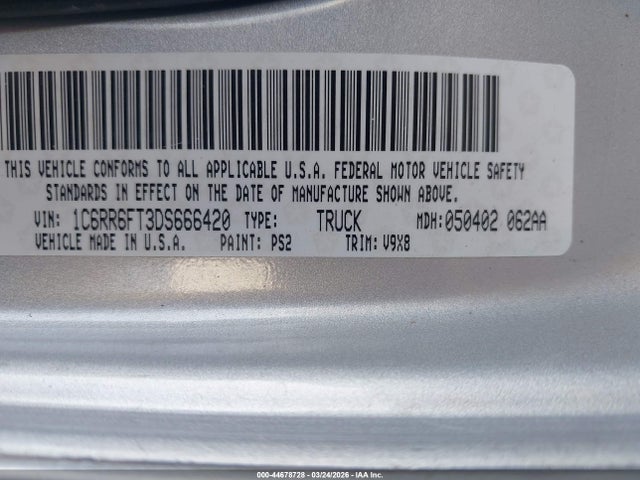 THIS VEHICLE CONFORMS TO ALL APPLICABLE U.S.A. FEDERAL MOTOR VEHICLE SAFETY
STANDARDS IN EFFECT ON THE DATE OF MANUFACTURE SHOWN ABOVE.
VIN: 1C6RR6FT3DS666420 TYPE: TRUCK MDH:050402 062AA
VEHICLE MADE IN U.S.A. PAINT: PS2 TRIM: V9X8
000-44678728 - 03/24/2026 - IAA Inc.